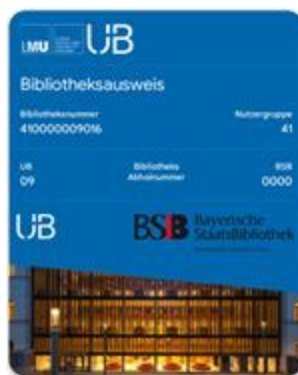 LMU UB
Bibliotheksausweis
Bibliotheksnummer Nutzergruppe
410000009016 41
UB Bibliotheks BSB
09 Abholnummer 0000
UB BSB Bayerische
StaatsBibliothek